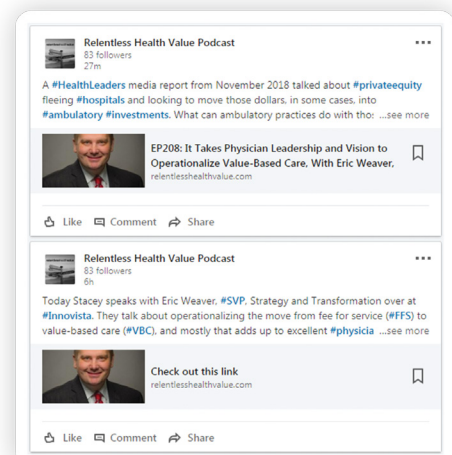 Relentless Health Value Podcast
83 followers
27m
A #HealthLeaders media report from November 2018 talked about #privateequity
fleeing #hospitals and looking to move those dollars, in some cases, into
#ambulatory #investments. What can ambulatory practices do with tho: ...see more
EP208: It Takes Physician Leadership and Vision to
Operationalize Value-Based Care, With Eric Weaver,
relentlesshealthvalue.com
Like Comment Share
Relentless Health Value Podcast
83 followers
6h
Today Stacey speaks with Eric Weaver, #SVP, Strategy and Transformation over at
#Innovista. They talk about operationalizing the move from fee for service (#FFS) to
value-based care (#VBC), and mostly that adds up to excellent #physicia ...see more
Check out this link
relentlesshealthvalue.com
Like Comment Share